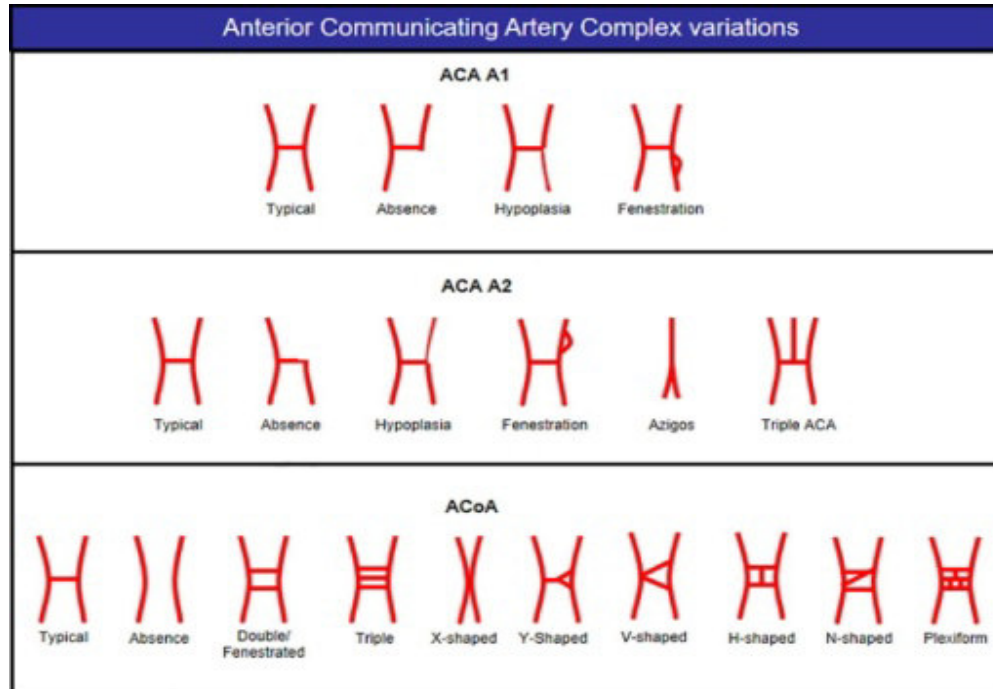 Anterior Communicating Artery Complex variations
ACA A1
Typical Absence Hypoplasia Fenestration
ACA A2
Typical Absence Hypoplasia Fenestration Azigos Triple ACA
ACoA
Typical Absence Double/ Triple X-shaped Y-Shaped V-shaped H-shaped N-shaped Plexiform
Fenestrated